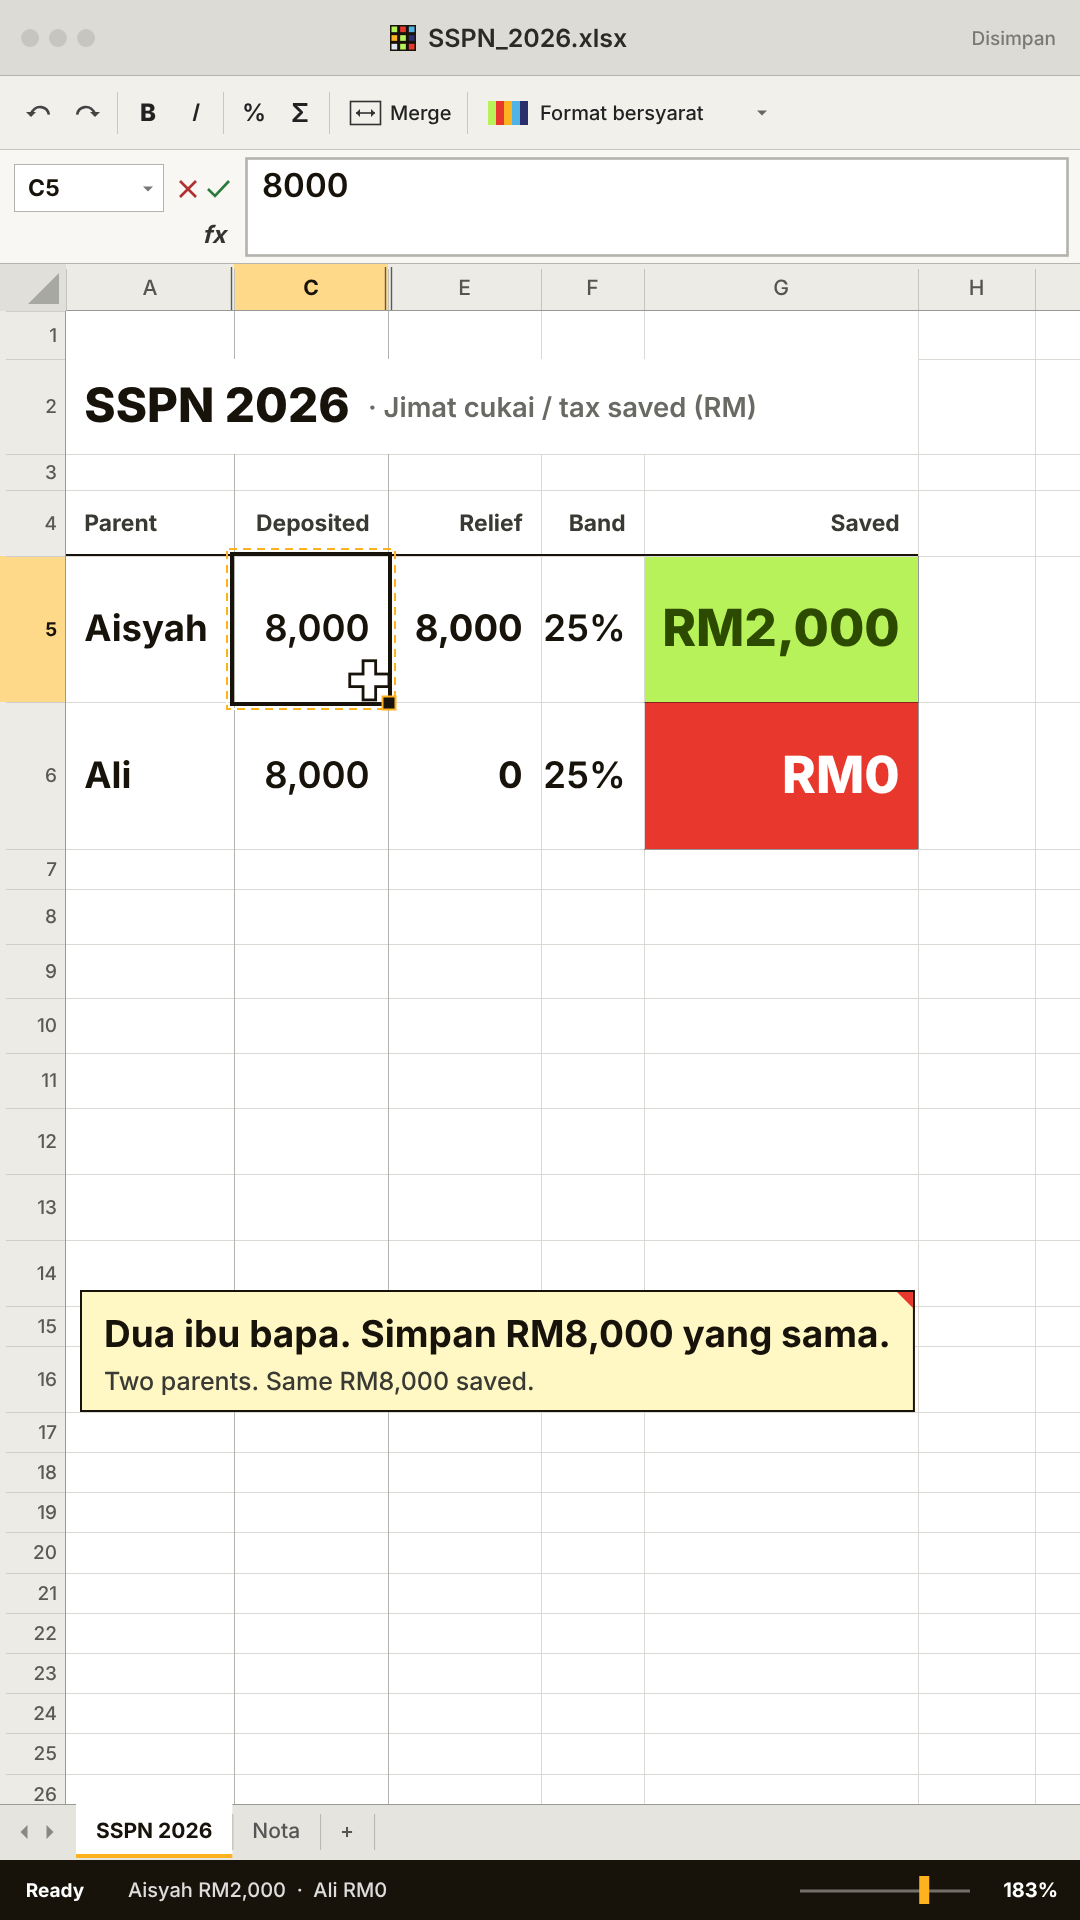 SSPN_2026.xlsx
Disimpan
B I % Σ Merge Format bersyarat
C5
8000
fx
A C E F G H
1
2 SSPN 2026 · Jimat cukai / tax saved (RM)
3
4 Parent Deposited Relief Band Saved
5 Aisyah 8,000 8,000 25% RM2,000
6 Ali 8,000 0 25% RM0
7
8
9
10
11
12
13
14
15 Dua ibu bapa. Simpan RM8,000 yang sama.
16 Two parents. Same RM8,000 saved.
17
18
19
20
21
22
23
24
25
26
SSPN 2026 Nota +
Ready Aisyah RM2,000 · Ali RM0 183%